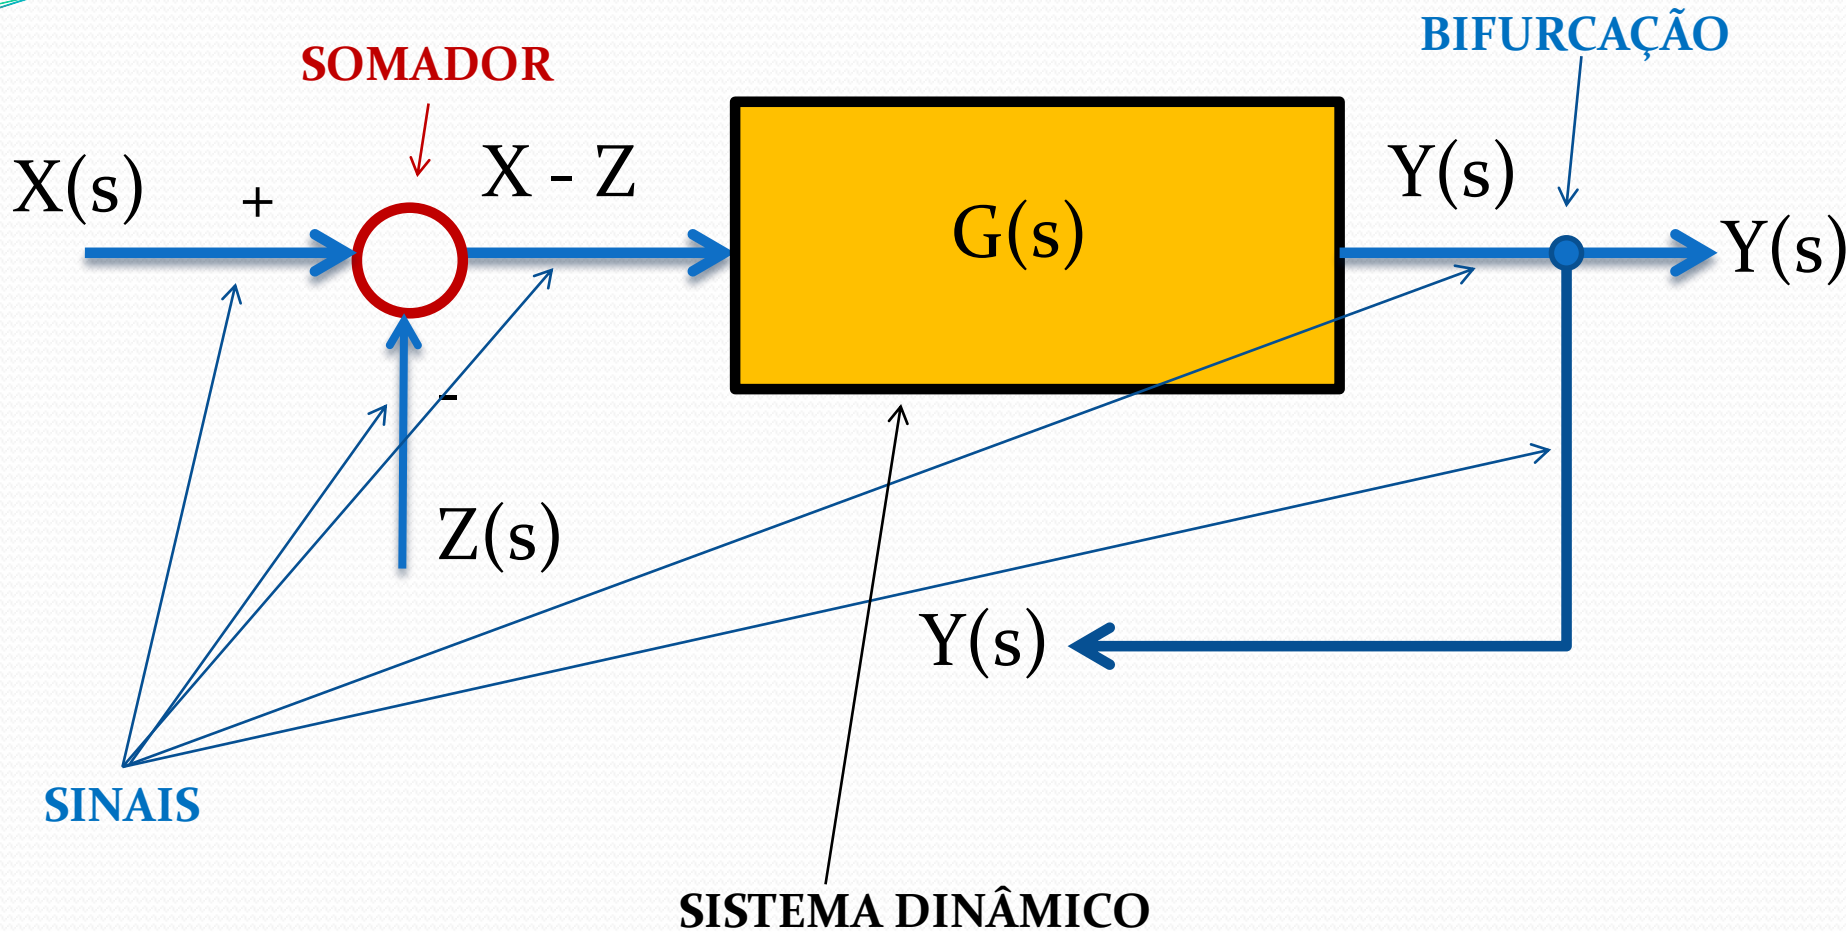 BIFURCAÇÃO
SOMADOR
X(s)
+
X - Z
G(s)
Y(s)
Y(s)
-
Z(s)
Y(s)
SINAIS
SISTEMA DINÂMICO